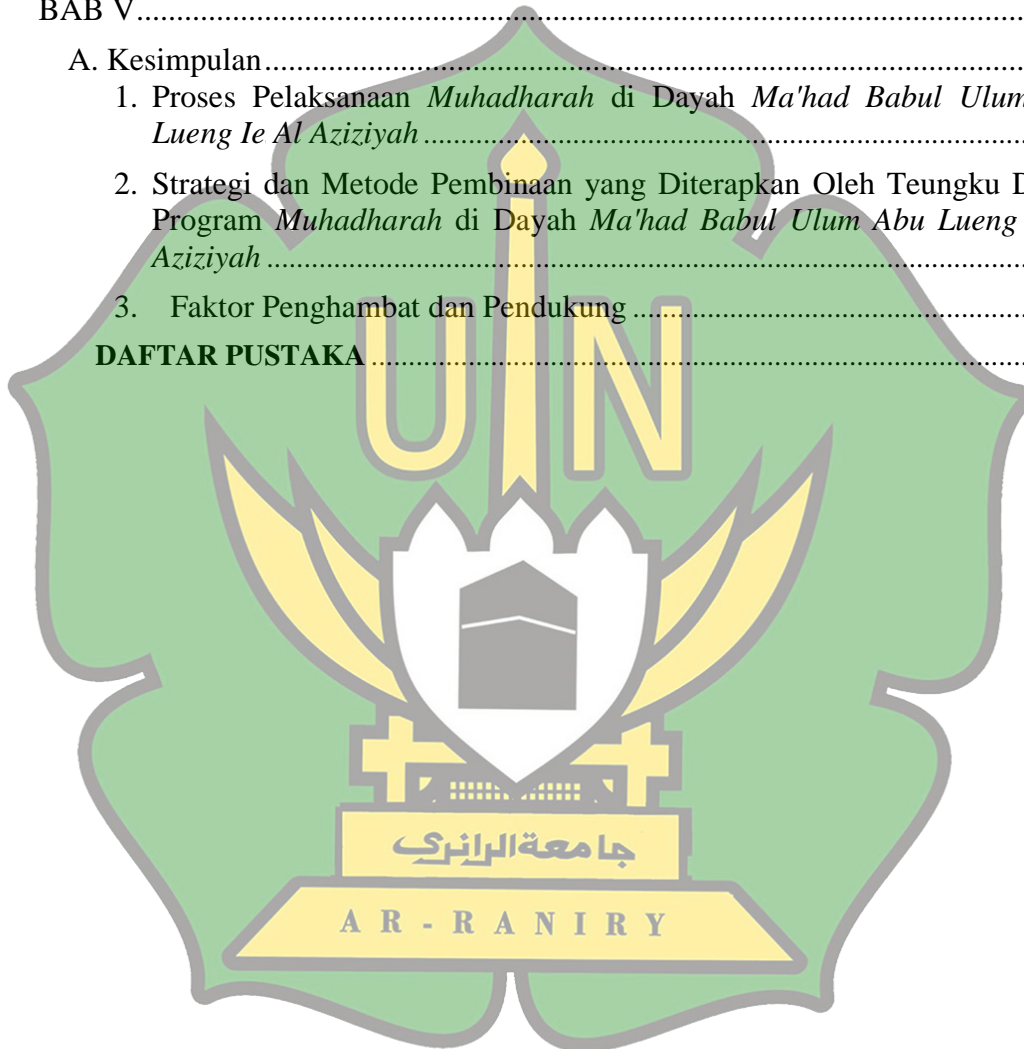 BAB V........................................................................................................
A. Kesimpulan........................................................................................................
1. Proses Pelaksanaan Muhadharah di Dayah Ma'had Babul Ulum
Lueng Ie Al Aziziyah........................................................................................................
2. Strategi dan Metode Pembinaan yang Diterapkan Oleh Teungku D
Program Muhadharah di Dayah Ma'had Babul Ulum Abu Lueng
Aziziyah........................................................................................................
3. Faktor Penghambat dan Pendukung........................................................................................................
DAFTAR PUSTAKA........................................................................................................
UIN
جامعة الرانري
AR-RANIRY